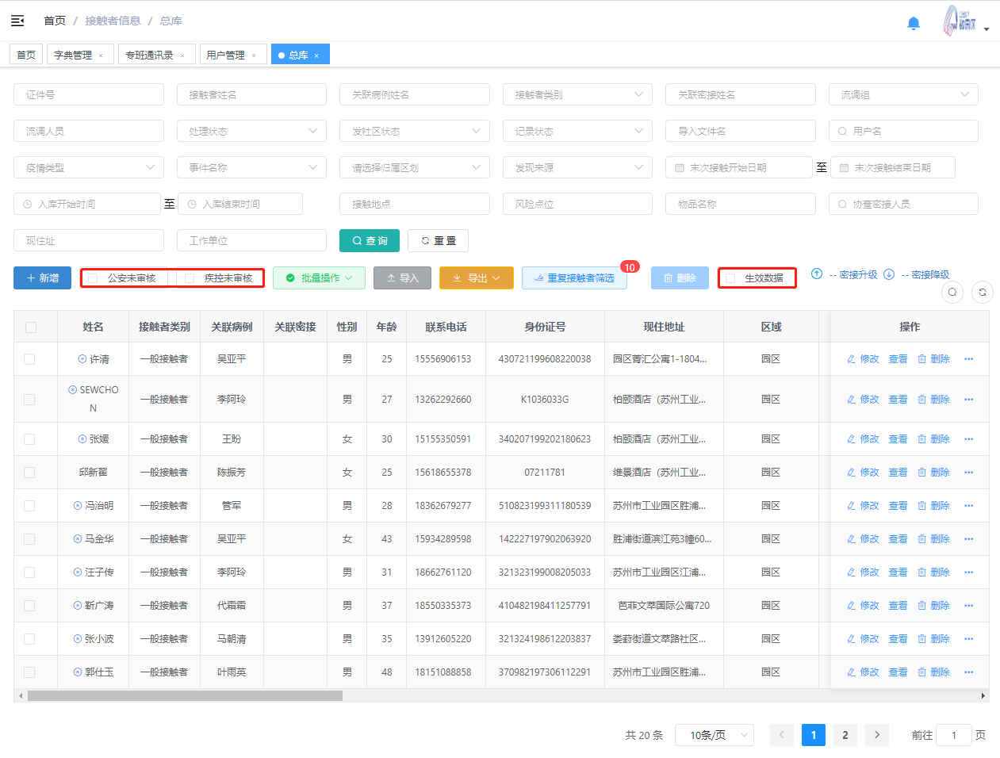 首页 / 接触者信息 / 总库
首页 字典管理 × 专班通讯录 × 用户管理 × 总库 ×
证件号 接触者姓名 关联病例姓名 接触者类别 关联密接姓名 流调组
流调人员 处理状态 发社区状态 记录状态 导入文件名 用户名
疫情类型 事件名称 请选择归属区划 发现来源 末次接触开始日期 至 末次接触结束日期
入库开始时间 至 入库结束时间 接触地点 风险点位 物品名称 协查密接人员
现住址 工作单位 查询 重置
+ 新增 公安未审核 疾控未审核 批量操作 导入 导出 重复接触者筛选 10 删除 生效数据 -- 密接升级 -- 密接降级
姓名 接触者类别 关联病例 关联密接 性别 年龄 联系电话 身份证号 现住地址 区域 操作
许清 一般接触者 吴亚平 男 25 15556906153 430721199608220038 园区菁汇公寓1-1804... 园区 修改 查看 删除 ...
SEWCHO
N 一般接触者 李阿玲 男 27 13262292660 K1036033G 柏颐酒店（苏州工业... 园区 修改 查看 删除 ...
张媛 一般接触者 王盼 女 30 15155350591 340207199202180623 柏颐酒店（苏州工业... 园区 修改 查看 删除 ...
邱新翟 一般接触者 陈振芳 女 25 15618655378 07211781 维景酒店（苏州工业... 园区 修改 查看 删除 ...
冯治明 一般接触者 管军 男 28 18362679277 510823199311180539 苏州市工业园区胜浦... 园区 修改 查看 删除 ...
马金华 一般接触者 吴亚平 女 43 15934289598 142227197902063920 胜浦街道滨江苑3幢60... 园区 修改 查看 删除 ...
汪子传 一般接触者 李阿玲 男 31 18662761120 321323199008205033 苏州市工业园区江浦... 园区 修改 查看 删除 ...
靳广涛 一般接触者 代霜霜 男 37 18550335373 410482198411257791 芭菲文萃国际公寓720 园区 修改 查看 删除 ...
张小波 一般接触者 马朝清 男 35 13912605220 321324198612203837 娄葑街道文萃路社区... 园区 修改 查看 删除 ...
郭仕玉 一般接触者 叶雨英 男 48 18151088858 370982197306112291 苏州市工业园区胜浦... 园区 修改 查看 删除 ...
共 20 条 10条/页 1 2 前往 1 页